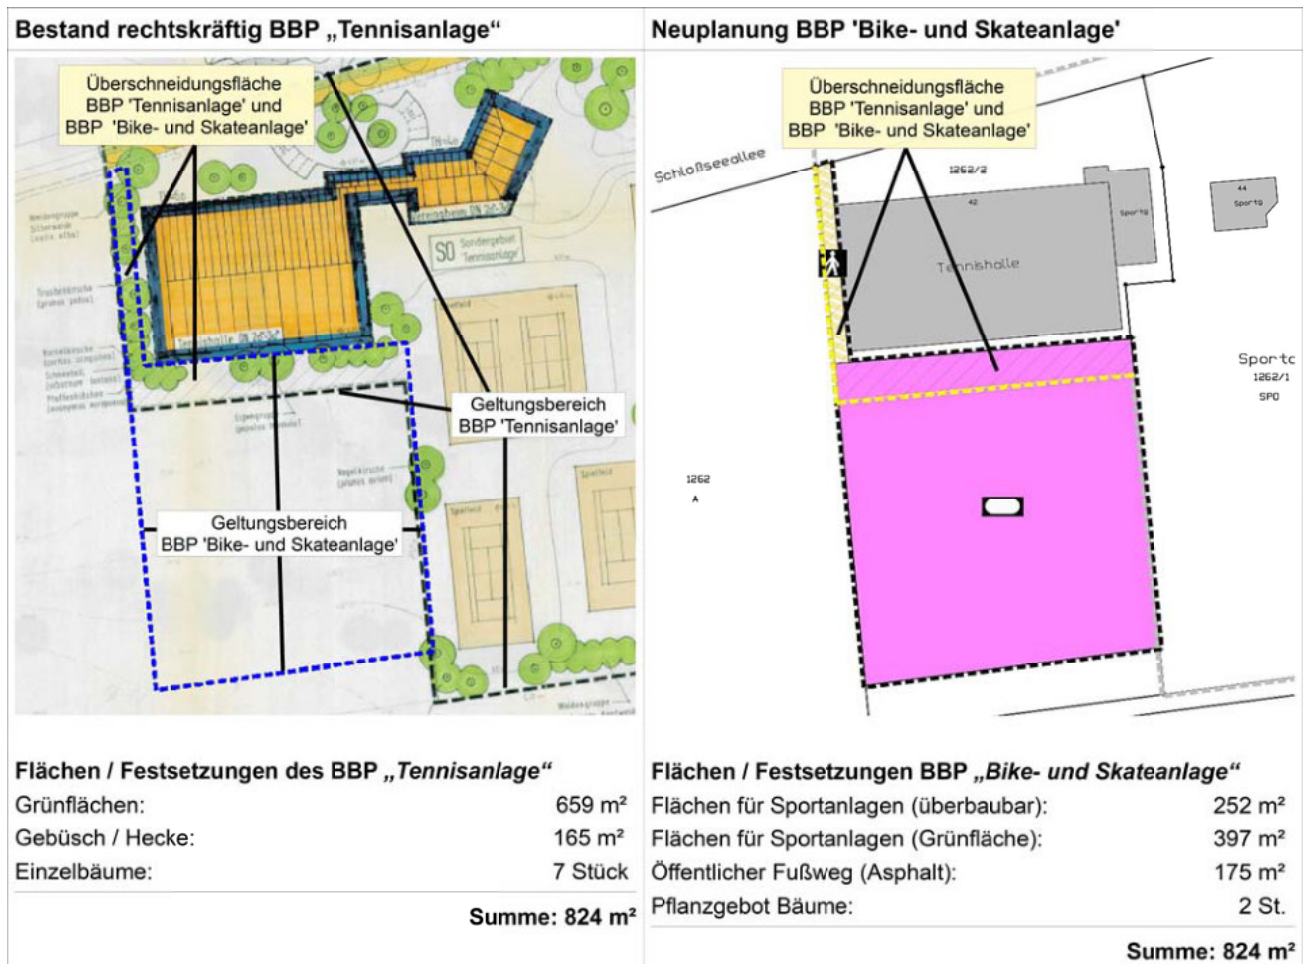 Bestand rechtskräftig BBP „Tennisanlage“
Überschneidungsfläche
BBP 'Tennisanlage' und
BBP 'Bike- und Skateanlage'
SO Sondergebiet
'Tennisanlage'
Spielfeld
Geltungsbereich
BBP 'Tennisanlage'
Spielfeld
Spielfeld
Geltungsbereich
BBP 'Bike- und Skateanlage'
Weidengruppe
Flächen / Festsetzungen des BBP „Tennisanlage“
Grünflächen: 659 m²
Gebüsch / Hecke: 165 m²
Einzelbäume: 7 Stück
Summe: 824 m²
Neuplanung BBP 'Bike- und Skateanlage'
Überschneidungsfläche
BBP 'Tennisanlage' und
BBP 'Bike- und Skateanlage'
Schloßseeallee
1262/2
42
44
Sportg
Sportg
Tennishalle
Sportc
1262/1
SPO
1262
A
Flächen / Festsetzungen BBP „Bike- und Skateanlage“
Flächen für Sportanlagen (überbaubar): 252 m²
Flächen für Sportanlagen (Grünfläche): 397 m²
Öffentlicher Fußweg (Asphalt): 175 m²
Pflanzgebot Bäume: 2 St.
Summe: 824 m²